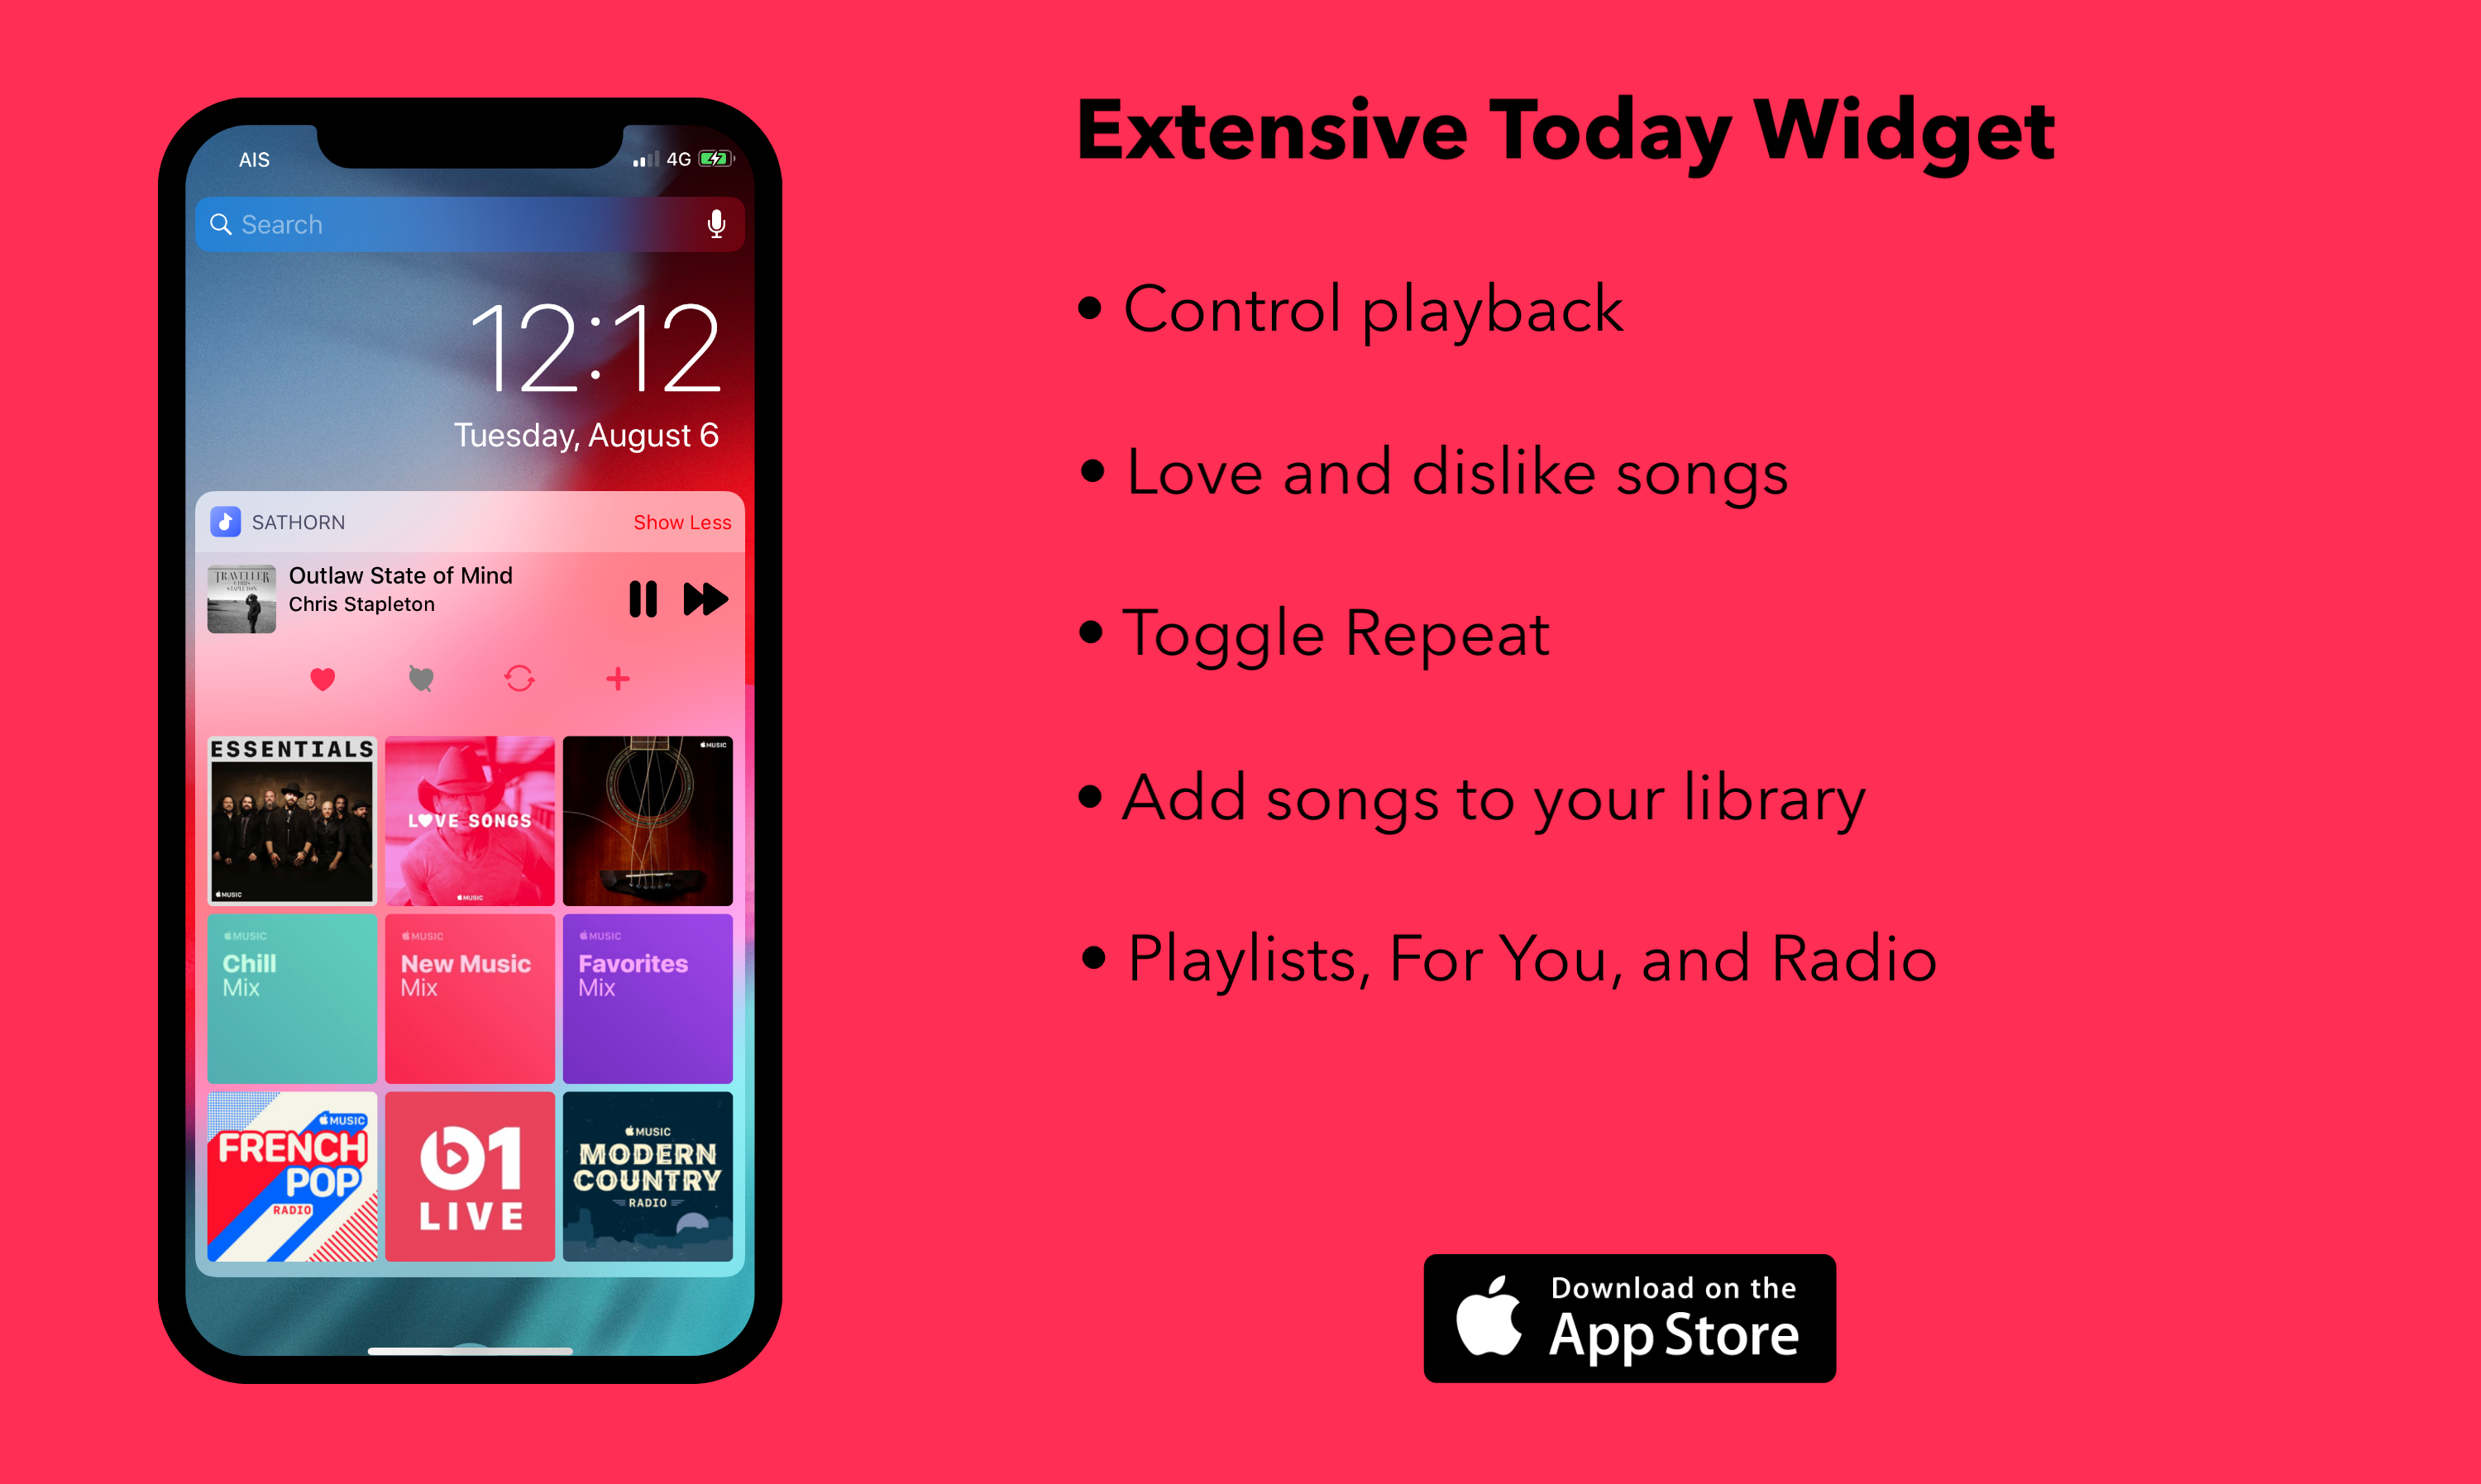 AIS
4G
Search
12:12
Tuesday, August 6
SATHORN
Show Less
TRAVELLER
CHRIS
STAPLETON
Outlaw State of Mind
Chris Stapleton
ESSENTIALS
MUSIC
LOVE SONGS
MUSIC
MUSIC
MUSIC
Chill
Mix
MUSIC
New Music
Mix
MUSIC
Favorites
Mix
MUSIC
FRENCH
POP
RADIO
1
LIVE
MUSIC
MODERN
COUNTRY
RADIO
Extensive Today Widget
• Control playback
• Love and dislike songs
• Toggle Repeat
• Add songs to your library
• Playlists, For You, and Radio
Download on the
App Store